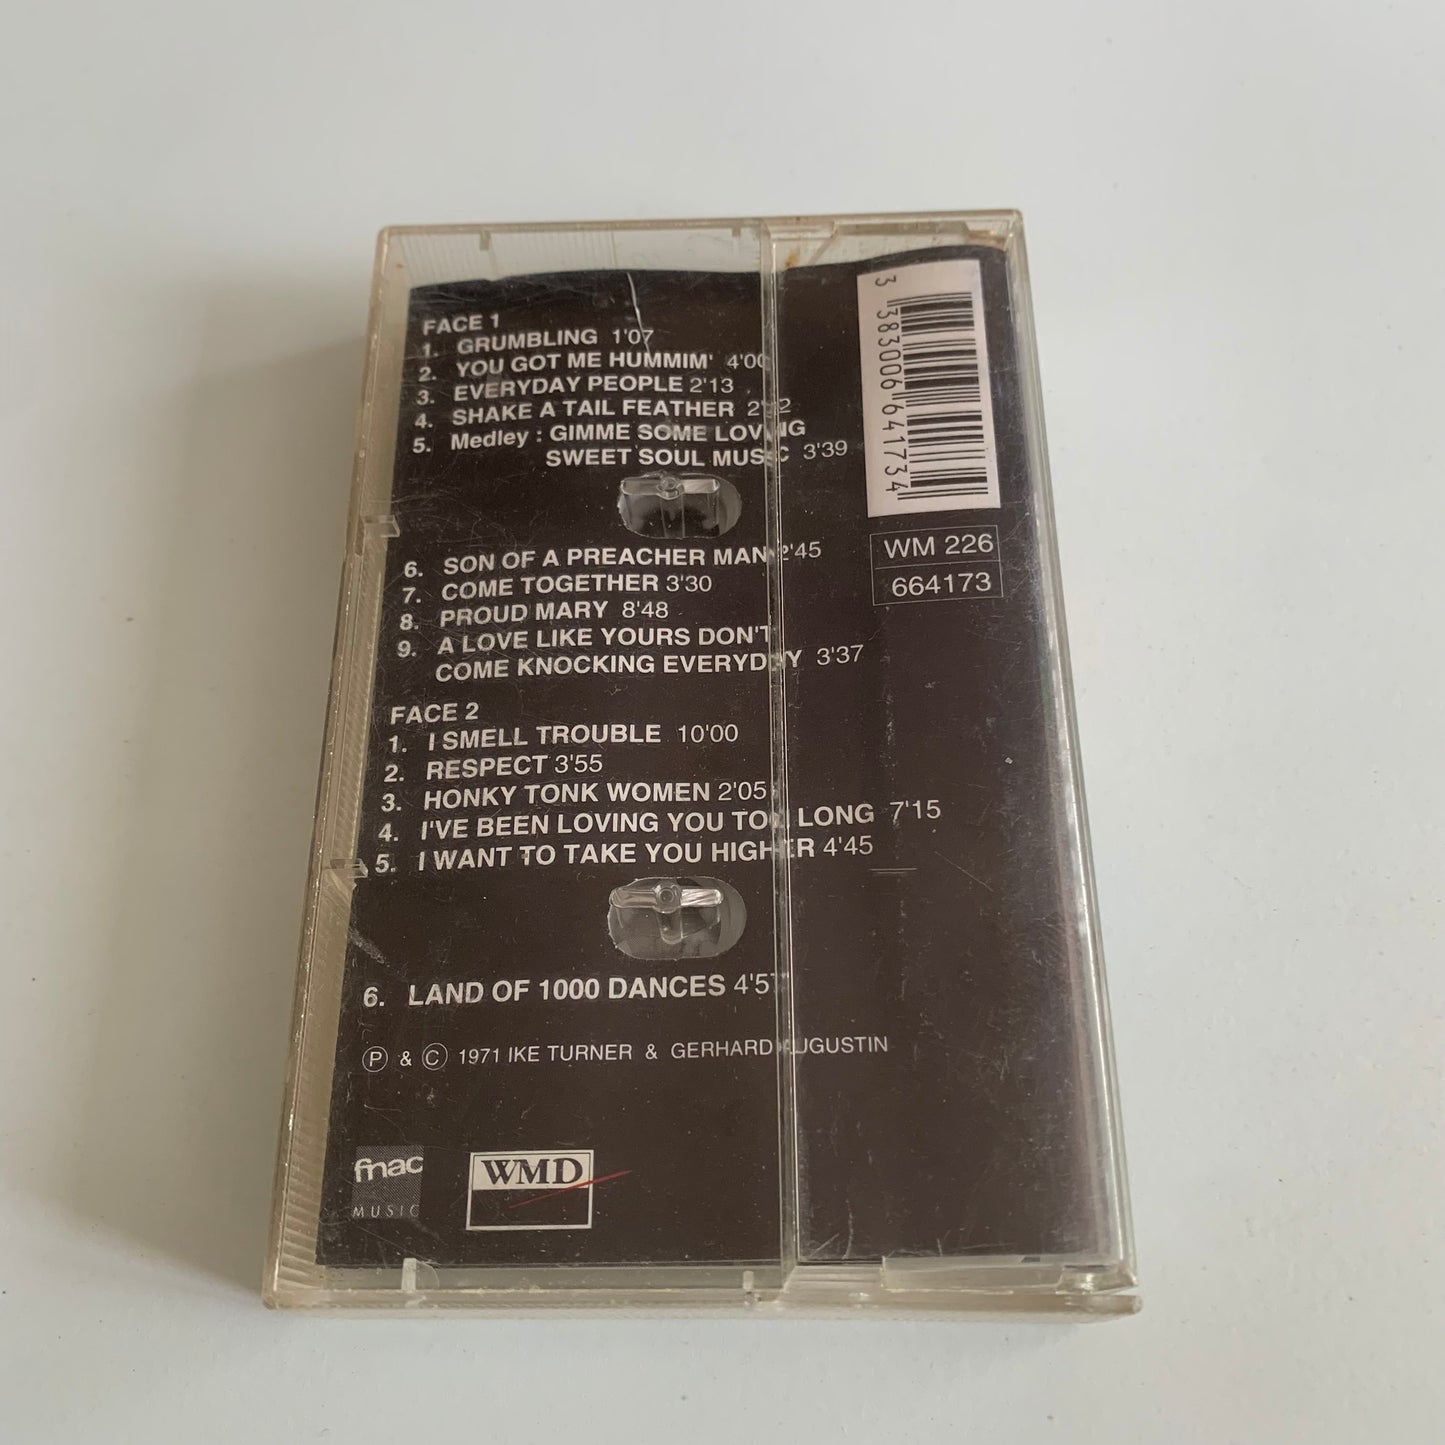 FACE 1
1. GRUMBLING 1'07
2. YOU GOT ME HUMMIM' 4'00
3. EVERYDAY PEOPLE 2'13
4. SHAKE A TAIL FEATHER
5. Medley : GIMME SOME LOVING
SWEET SOUL MUSIC 3'39
6. SON OF A PREACHER MAN 2'45
7. COME TOGETHER 3'30
8. PROUD MARY 8'48
9. A LOVE LIKE YOURS DON'T
COME KNOCKING EVERYDAY 3'37
FACE 2
1. I SMELL TROUBLE 10'00
2. RESPECT 3'55
3. HONKY TONK WOMEN 2'05
4. I'VE BEEN LOVING YOU TOO LONG 7'15
5. I WANT TO TAKE YOU HIGHER 4'45
6. LAND OF 1000 DANCES
Ⓟ & © 1971 IKE TURNER & GERHARD AUGUSTIN
fnac
MUSIC
WMD
3 383006 641734
WM 226
664173